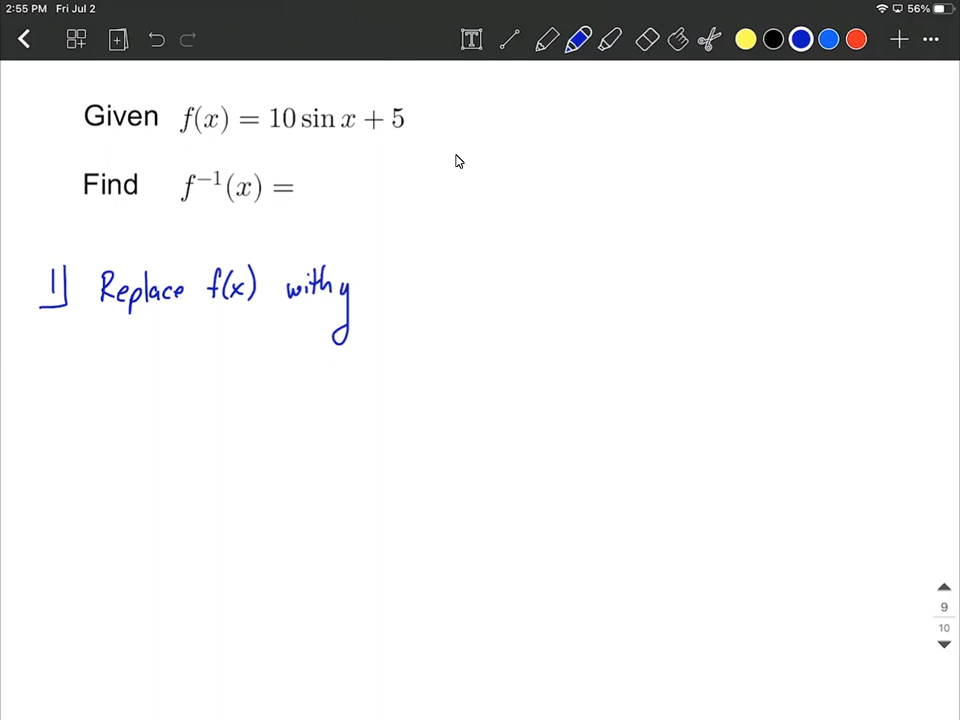 2:55 PM Fri Jul 2 56%
T
Given f(x) = 10 sin x + 5
Find f⁻¹(x) =
1] Replace f(x) with y
9
10